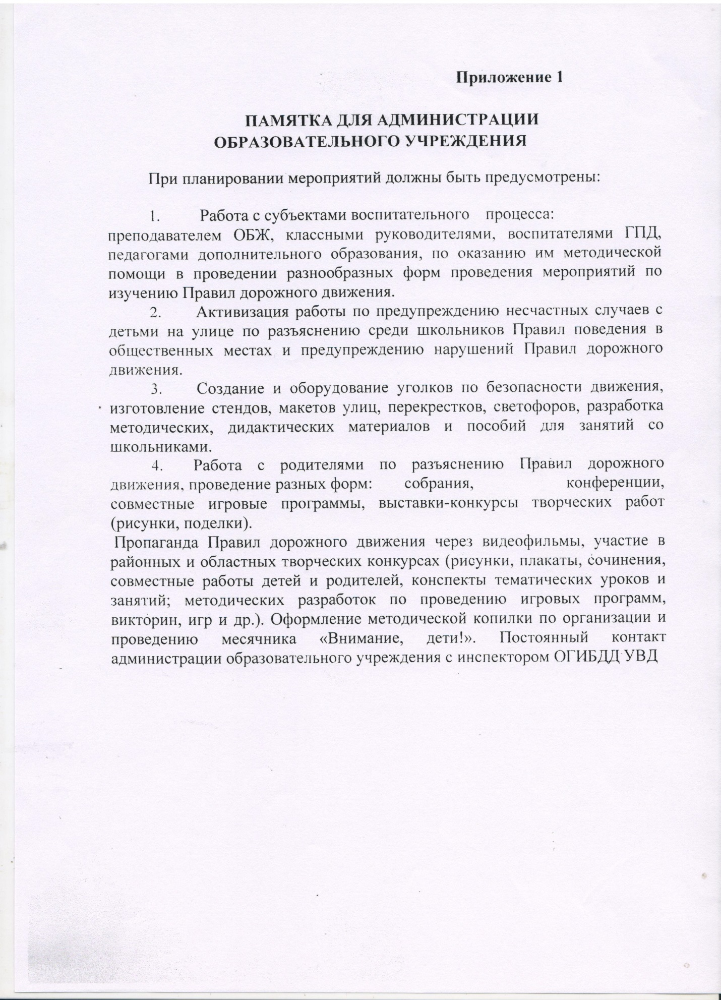 Приложение 1
ПАМЯТКА ДЛЯ АДМИНИСТРАЦИИ
ОБРАЗОВАТЕЛЬНОГО УЧРЕЖДЕНИЯ
При планировании мероприятий должны быть предусмотрены:
1. Работа с субъектами воспитательного процесса:
преподавателем ОБЖ, классными руководителями, воспитателями ГПД,
педагогами дополнительного образования, по оказанию им методической
помощи в проведении разнообразных форм проведения мероприятий по
изучению Правил дорожного движения.
2. Активизация работы по предупреждению несчастных случаев с
детьми на улице по разъяснению среди школьников Правил поведения в
общественных местах и предупреждению нарушений Правил дорожного
движения.
3. Создание и оборудование уголков по безопасности движения,
изготовление стендов, макетов улиц, перекрестков, светофоров, разработка
методических, дидактических материалов и пособий для занятий со
школьниками.
4. Работа с родителями по разъяснению Правил дорожного
движения, проведение разных форм: собрания, конференции,
совместные игровые программы, выставки-конкурсы творческих работ
(рисунки, поделки).
Пропаганда Правил дорожного движения через видеофильмы, участие в
районных и областных творческих конкурсах (рисунки, плакаты, сочинения,
совместные работы детей и родителей, конспекты тематических уроков и
занятий; методических разработок по проведению игровых программ,
викторин, игр и др.). Оформление методической копилки по организации и
проведению месячника «Внимание, дети!». Постоянный контакт
администрации образовательного учреждения с инспектором ОГИБДД УВД